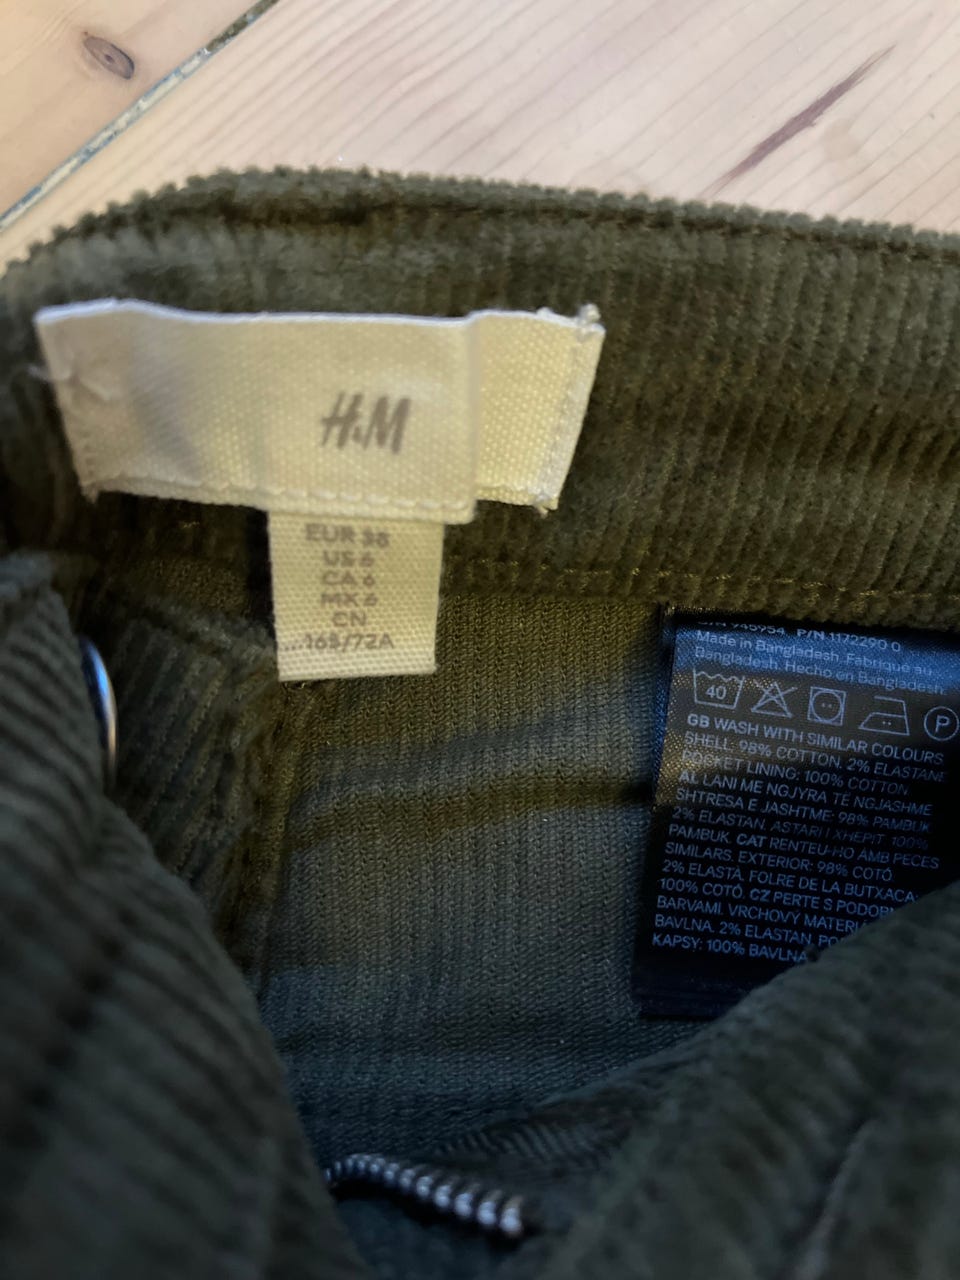 H&M
EUR 38
US 6
CA 6
MX 6
CN
...165/72A
945954 P/N 1172290 0
Made in Bangladesh. Fabriqué au
Bangladesh. Hecho en Bangladesh.
40
P
GB WASH WITH SIMILAR COLOURS
SHELL: 98% COTTON, 2% ELASTANE
POCKET LINING: 100% COTTON
AL LANI ME NGJYRA TË NGJASHME
SHTRESA E JASHTME: 98% PAMBUK
2% ELASTAN, ASTARI I XHEPIT 100%
PAMBUK. CAT RENTEU-HO AMB PECES
SIMILARS. EXTERIOR: 98% COTÓ
2% ELASTÀ, FOLRE DE LA BUTXACA
100% COTÓ. CZ PERTE S PODOBN
BARVAMI. VRCHOVÝ MATERIÁ
BAVLNA, 2% ELASTAN, PO
KAPSY: 100% BAVLNA